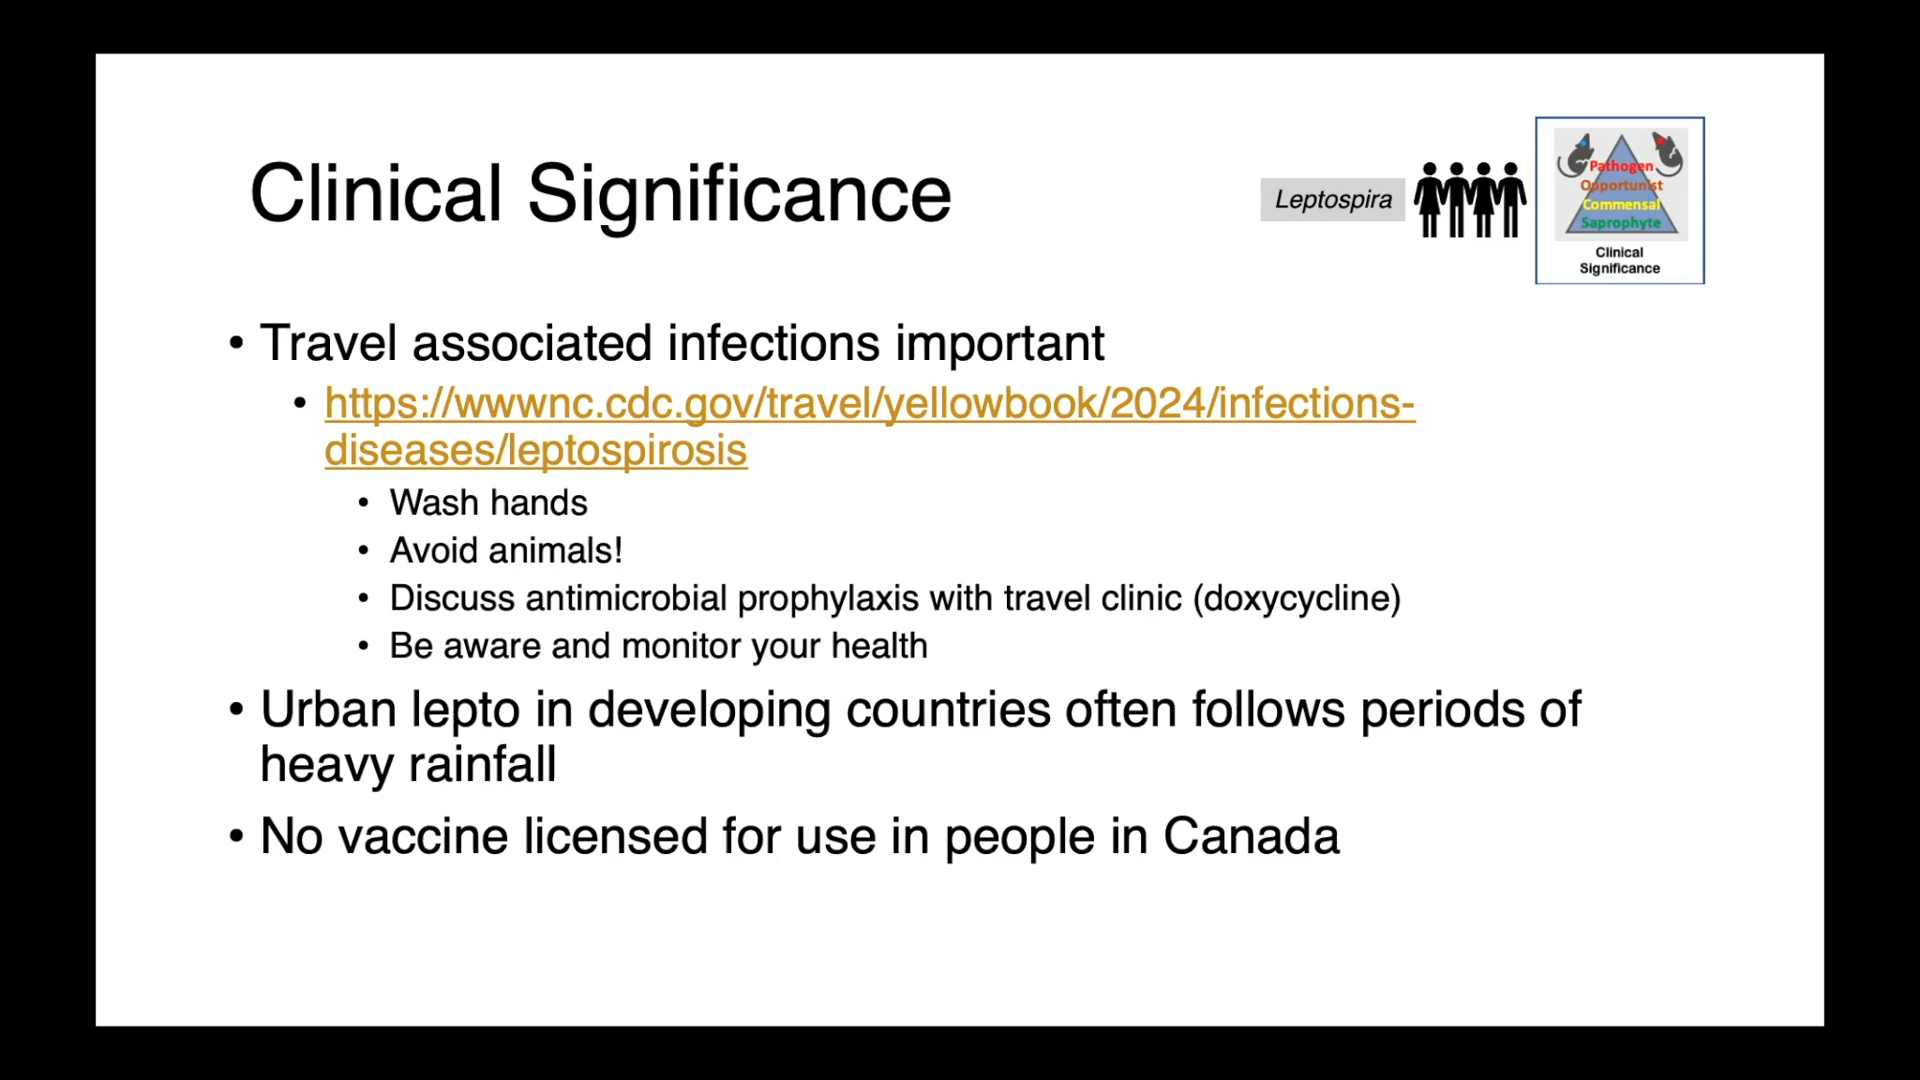 Clinical Significance
Leptospira
Pathogen
Opportunist
Commensal
Saprophyte
Clinical
Significance
• Travel associated infections important
• https://wwwnc.cdc.gov/travel/yellowbook/2024/infections-
diseases/leptospirosis
• Wash hands
• Avoid animals!
• Discuss antimicrobial prophylaxis with travel clinic (doxycycline)
• Be aware and monitor your health
• Urban lepto in developing countries often follows periods of
heavy rainfall
• No vaccine licensed for use in people in Canada